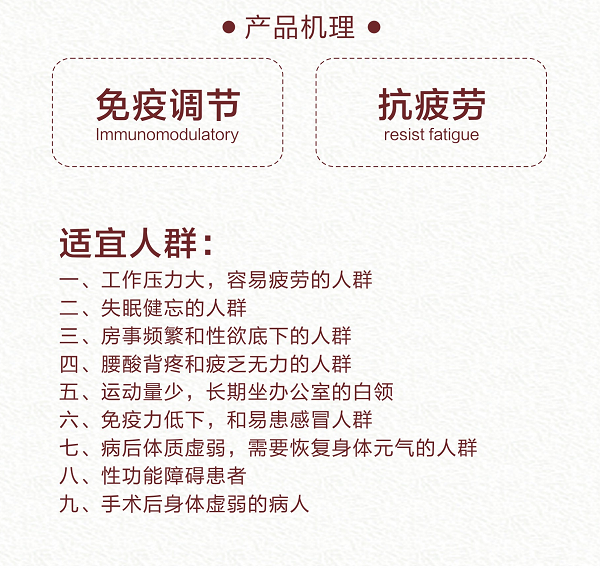 ● 产品机理 ●
免疫调节
Immunomodulatory
抗疲劳
resist fatigue
适宜人群：
一、工作压力大，容易疲劳的人群
二、失眠健忘的人群
三、房事频繁和性欲底下的人群
四、腰酸背疼和疲乏无力的人群
五、运动量少，长期坐办公室的白领
六、免疫力低下，和易患感冒人群
七、病后体质虚弱，需要恢复身体元气的人群
八、性功能障碍患者
九、手术后身体虚弱的病人